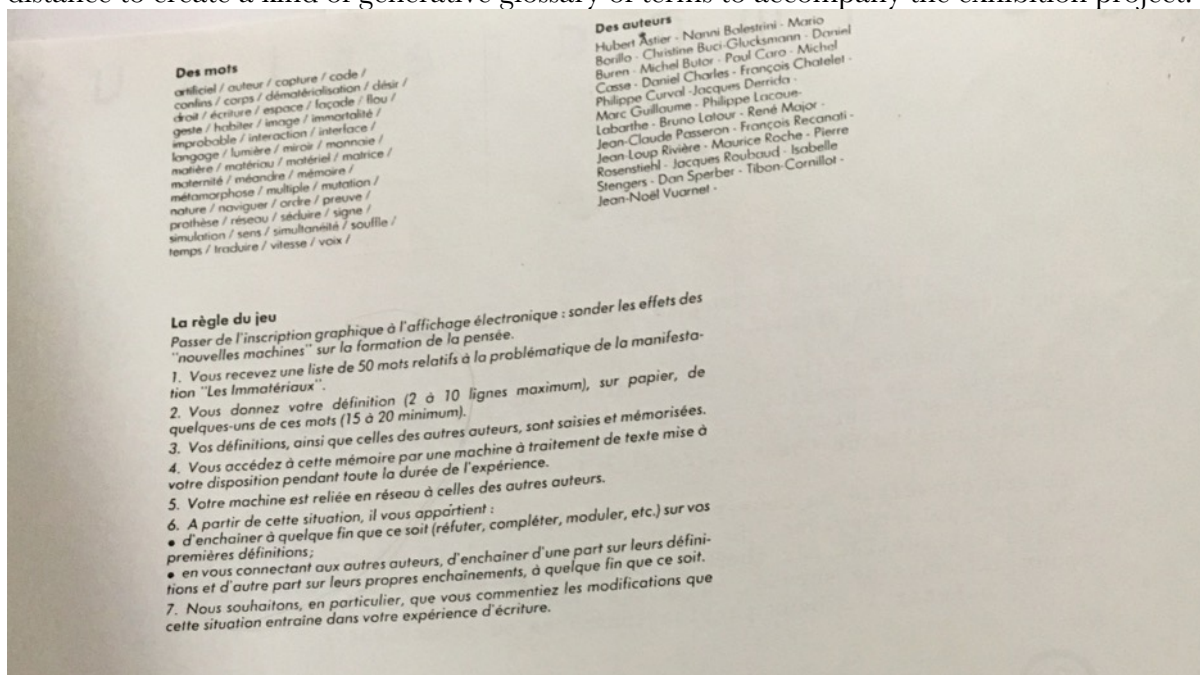 distance to create a kind of generative glossary of terms to accompany the exhibition project.
Des mots
artificiel / auteur / capture / code /
confins / corps / dématérialisation / désir /
droit / écriture / espace / façade / flou /
geste / habiter / image / immortalité /
improbable / interaction / interface /
langage / lumière / miroir / monnaie /
matière / matériau / matériel / matrice /
maternité / méandre / mémoire /
métamorphose / multiple / mutation /
nature / naviguer / ordre / preuve /
prothèse / réseau / séduire / signe /
simulation / sens / simultanéité / souffle /
temps / traduire / vitesse / voix /
Des auteurs
Hubert Astier - Nanni Balestrini - Mario
Borillo - Christine Buci-Glucksmann - Daniel
Buren - Michel Butor - Paul Caro - Michel
Casse - Daniel Charles - François Chatelet -
Philippe Curval -Jacques Derrida -
Marc Guillaume - Philippe Lacoue-
Labarthe - Bruno Latour - René Major -
Jean-Claude Passeron - François Recanati -
Jean-Loup Rivière - Maurice Roche - Pierre
Rosenstiehl - Jacques Roubaud - Isabelle
Stengers - Dan Sperber - Tibon-Cornillot -
Jean-Noël Vuarnet -
La règle du jeu
Passer de l'inscription graphique à l'affichage électronique : sonder les effets des
"nouvelles machines" sur la formation de la pensée.
1. Vous recevez une liste de 50 mots relatifs à la problématique de la manifesta-
tion "Les Immatériaux".
2. Vous donnez votre définition (2 à 10 lignes maximum), sur papier, de
quelques-uns de ces mots (15 à 20 minimum).
3. Vos définitions, ainsi que celles des autres auteurs, sont saisies et mémorisées.
4. Vous accédez à cette mémoire par une machine à traitement de texte mise à
votre disposition pendant toute la durée de l'expérience.
5. Votre machine est reliée en réseau à celles des autres auteurs.
6. A partir de cette situation, il vous appartient :
• d'enchaîner à quelque fin que ce soit (réfuter, compléter, moduler, etc.) sur vos
premières définitions;
• en vous connectant aux autres auteurs, d'enchaîner d'une part sur leurs défini-
tions et d'autre part sur leurs propres enchaînements, à quelque fin que ce soit.
7. Nous souhaitons, en particulier, que vous commentiez les modifications que
cette situation entraine dans votre expérience d'écriture.